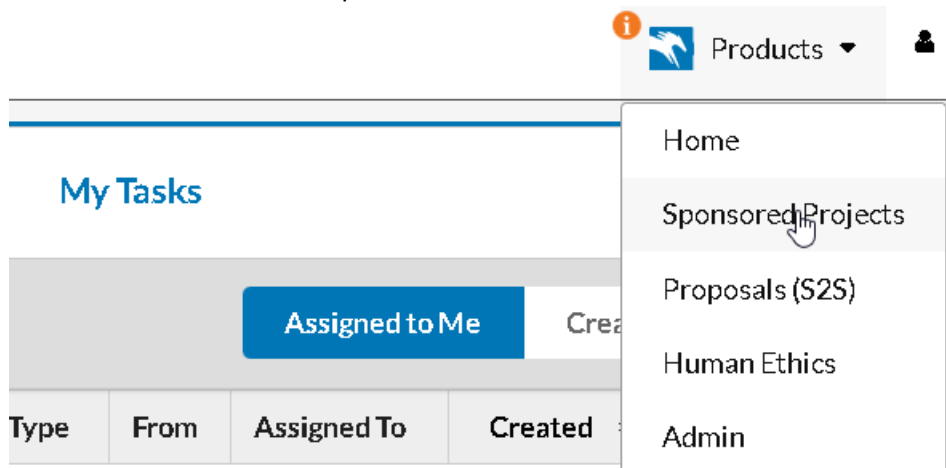 Products
Home
My Tasks
Sponsored Projects
Proposals (S2S)
Assigned to Me
Human Ethics
Type From Assigned To Created
Admin